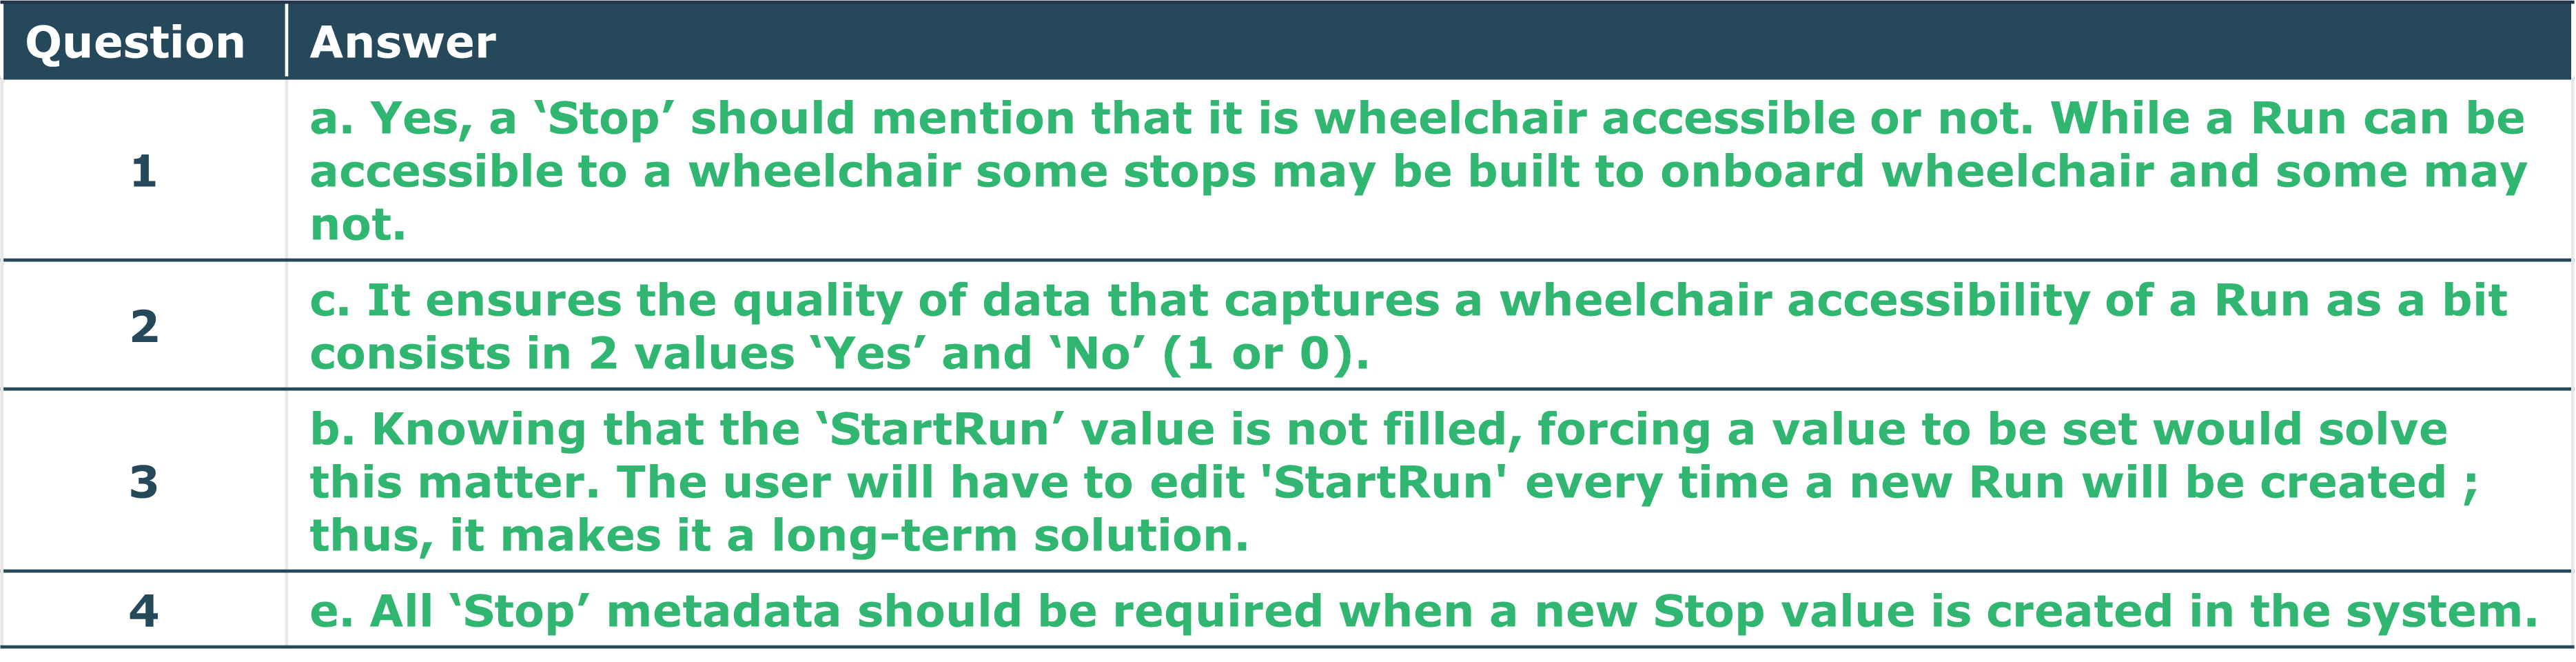 Question Answer
1
a. Yes, a ‘Stop’ should mention that it is wheelchair accessible or not. While a Run can be
accessible to a wheelchair some stops may be built to onboard wheelchair and some may
not.
2
c. It ensures the quality of data that captures a wheelchair accessibility of a Run as a bit
consists in 2 values ‘Yes’ and ‘No’ (1 or 0).
3
b. Knowing that the ‘StartRun’ value is not filled, forcing a value to be set would solve
this matter. The user will have to edit 'StartRun' every time a new Run will be created ;
thus, it makes it a long-term solution.
4
e. All ‘Stop’ metadata should be required when a new Stop value is created in the system.